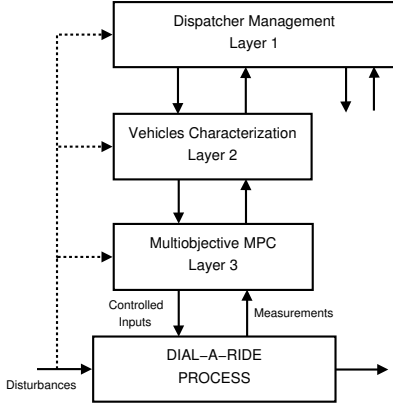 Dispatcher Management
Layer 1
Vehicles Characterization
Layer 2
Multiobjective MPC
Layer 3
Controlled
Inputs
Measurements
DIAL−A−RIDE
PROCESS
Disturbances